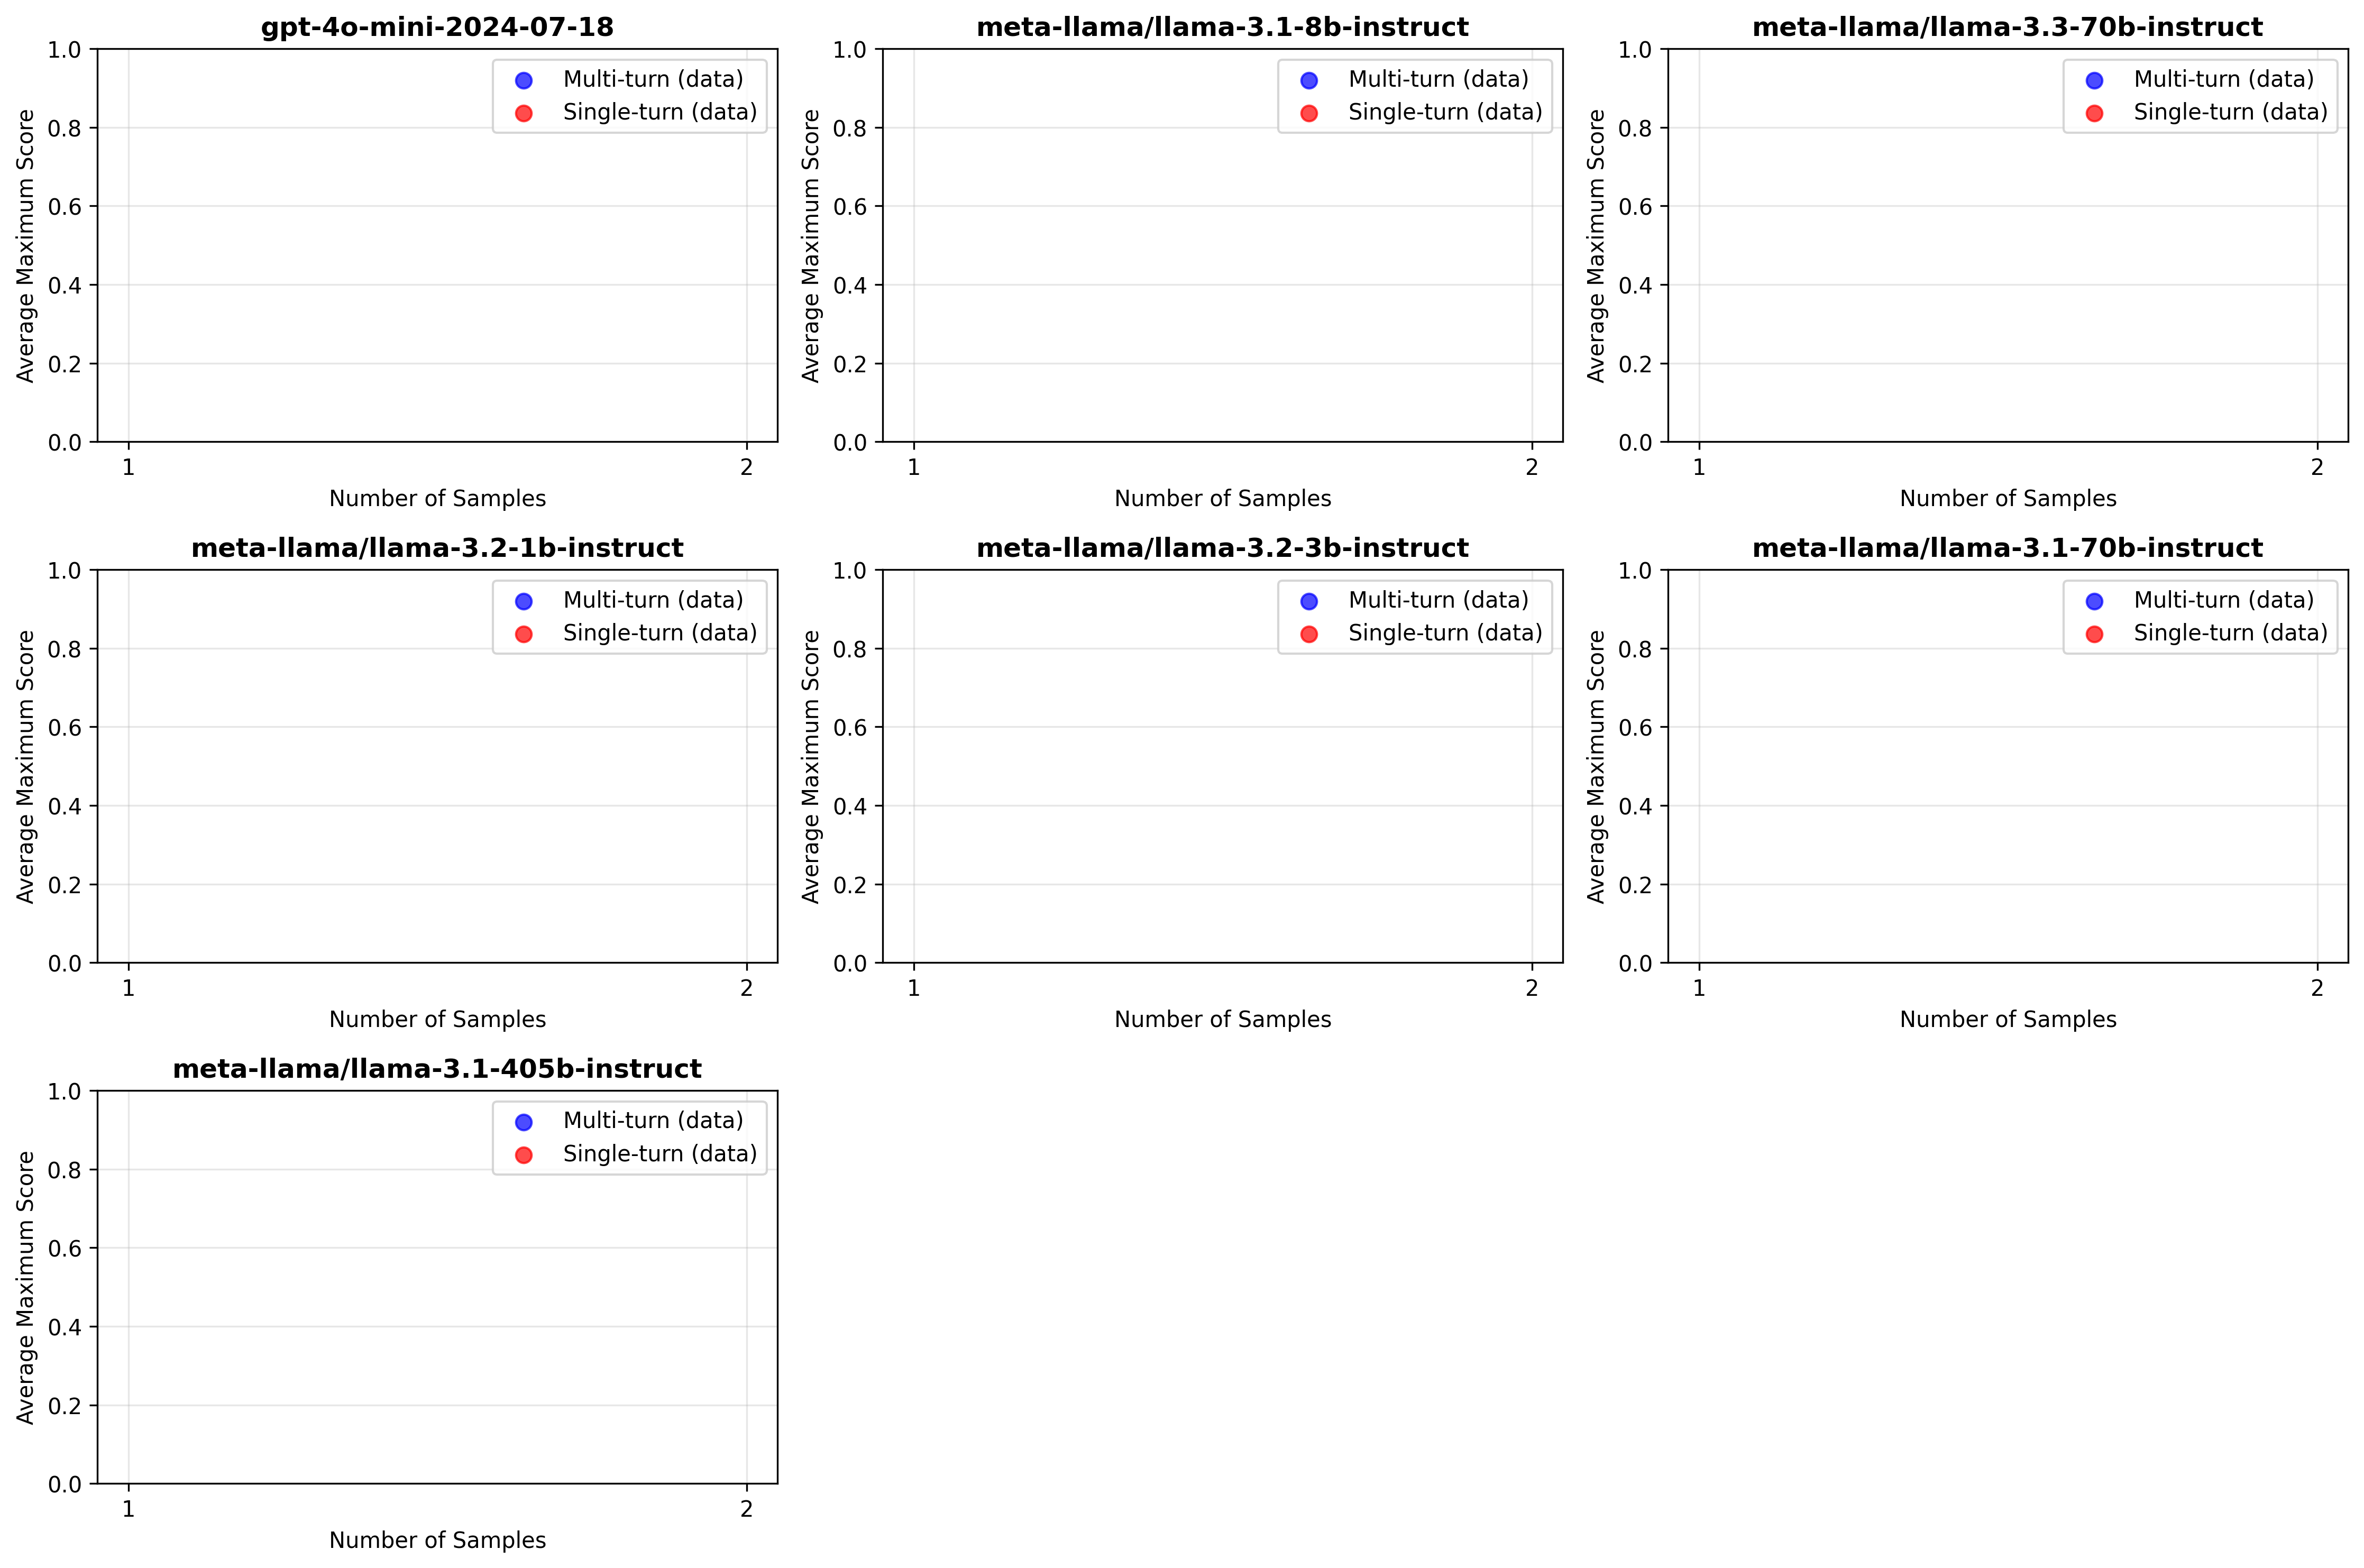 gpt-4o-mini-2024-07-18
Average Maximum Score
1.0
0.8
0.6
0.4
0.2
0.0
Multi-turn (data)
Single-turn (data)
1
2
Number of Samples
meta-llama/llama-3.1-8b-instruct
Average Maximum Score
1.0
0.8
0.6
0.4
0.2
0.0
Multi-turn (data)
Single-turn (data)
1
2
Number of Samples
meta-llama/llama-3.3-70b-instruct
Average Maximum Score
1.0
0.8
0.6
0.4
0.2
0.0
Multi-turn (data)
Single-turn (data)
1
2
Number of Samples
meta-llama/llama-3.2-1b-instruct
Average Maximum Score
1.0
0.8
0.6
0.4
0.2
0.0
Multi-turn (data)
Single-turn (data)
1
2
Number of Samples
meta-llama/llama-3.2-3b-instruct
Average Maximum Score
1.0
0.8
0.6
0.4
0.2
0.0
Multi-turn (data)
Single-turn (data)
1
2
Number of Samples
meta-llama/llama-3.1-70b-instruct
Average Maximum Score
1.0
0.8
0.6
0.4
0.2
0.0
Multi-turn (data)
Single-turn (data)
1
2
Number of Samples
meta-llama/llama-3.1-405b-instruct
Average Maximum Score
1.0
0.8
0.6
0.4
0.2
0.0
Multi-turn (data)
Single-turn (data)
1
2
Number of Samples